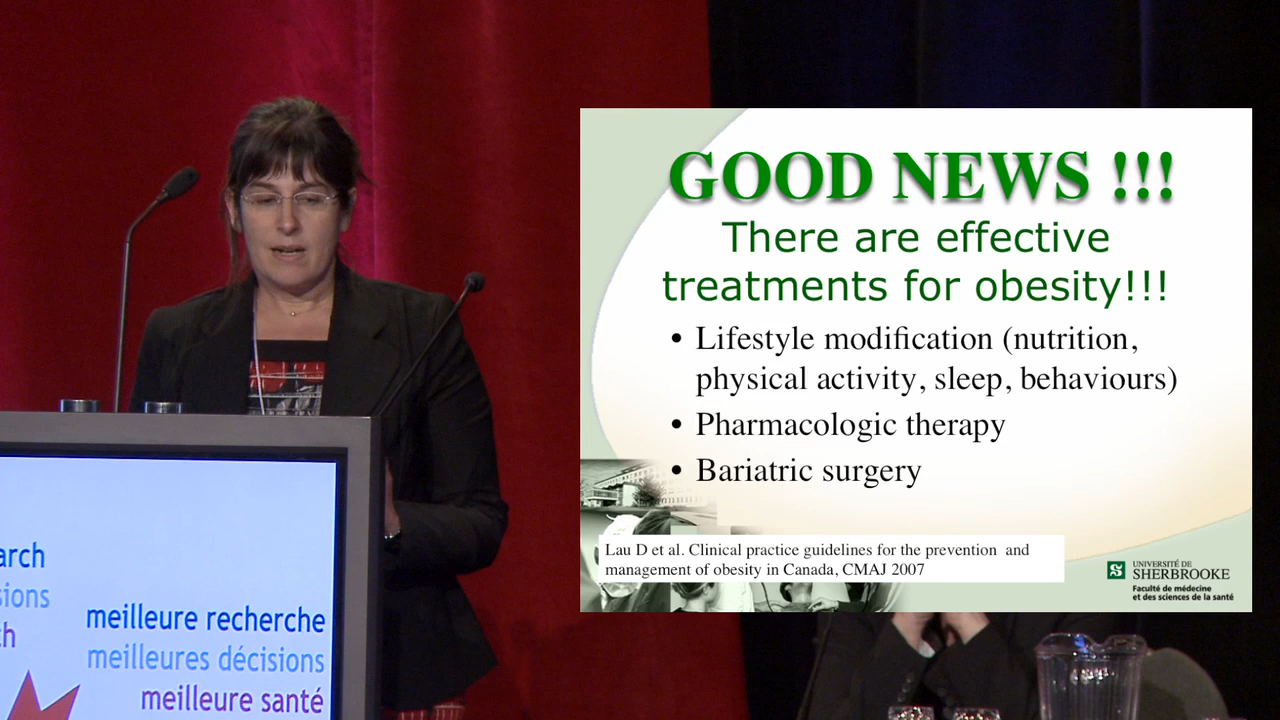 GOOD NEWS !!!
There are effective
treatments for obesity!!!
• Lifestyle modification (nutrition,
physical activity, sleep, behaviours)
• Pharmacologic therapy
• Bariatric surgery
Lau D et al. Clinical practice guidelines for the prevention and
management of obesity in Canada, CMAJ 2007
UNIVERSITÉ DE
SHERBROOKE
Faculté de médecine
et des sciences de la santé
meilleure recherche
meilleures décisions
meilleure santé